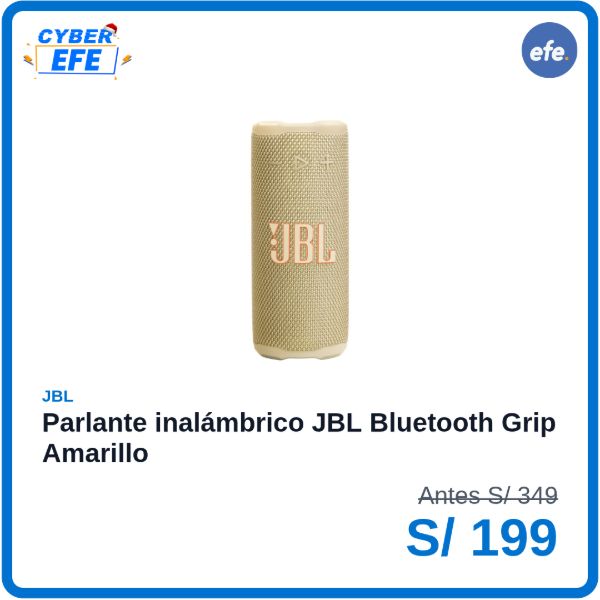 CYBER
EFE
efe.
JBL
JBL
Parlante inalámbrico JBL Bluetooth Grip
Amarillo
Antes S/ 349
S/ 199